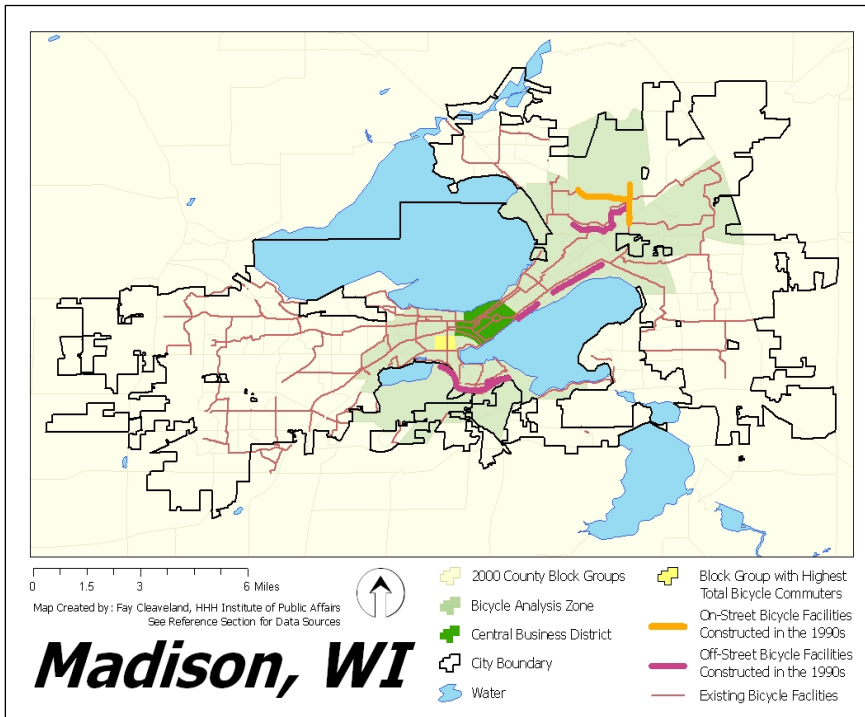 0 1.5 3 6 Miles
Map Created by: Fay Cleaveland, HHH Institute of Public Affairs
See Reference Section for Data Sources
Madison, WI
2000 County Block Groups
Bicycle Analysis Zone
Central Business District
City Boundary
Water
Block Group with Highest
Total Bicycle Commuters
On-Street Bicycle Facilities
Constructed in the 1990s
Off-Street Bicycle Facilities
Constructed in the 1990s
Existing Bicycle Faclities